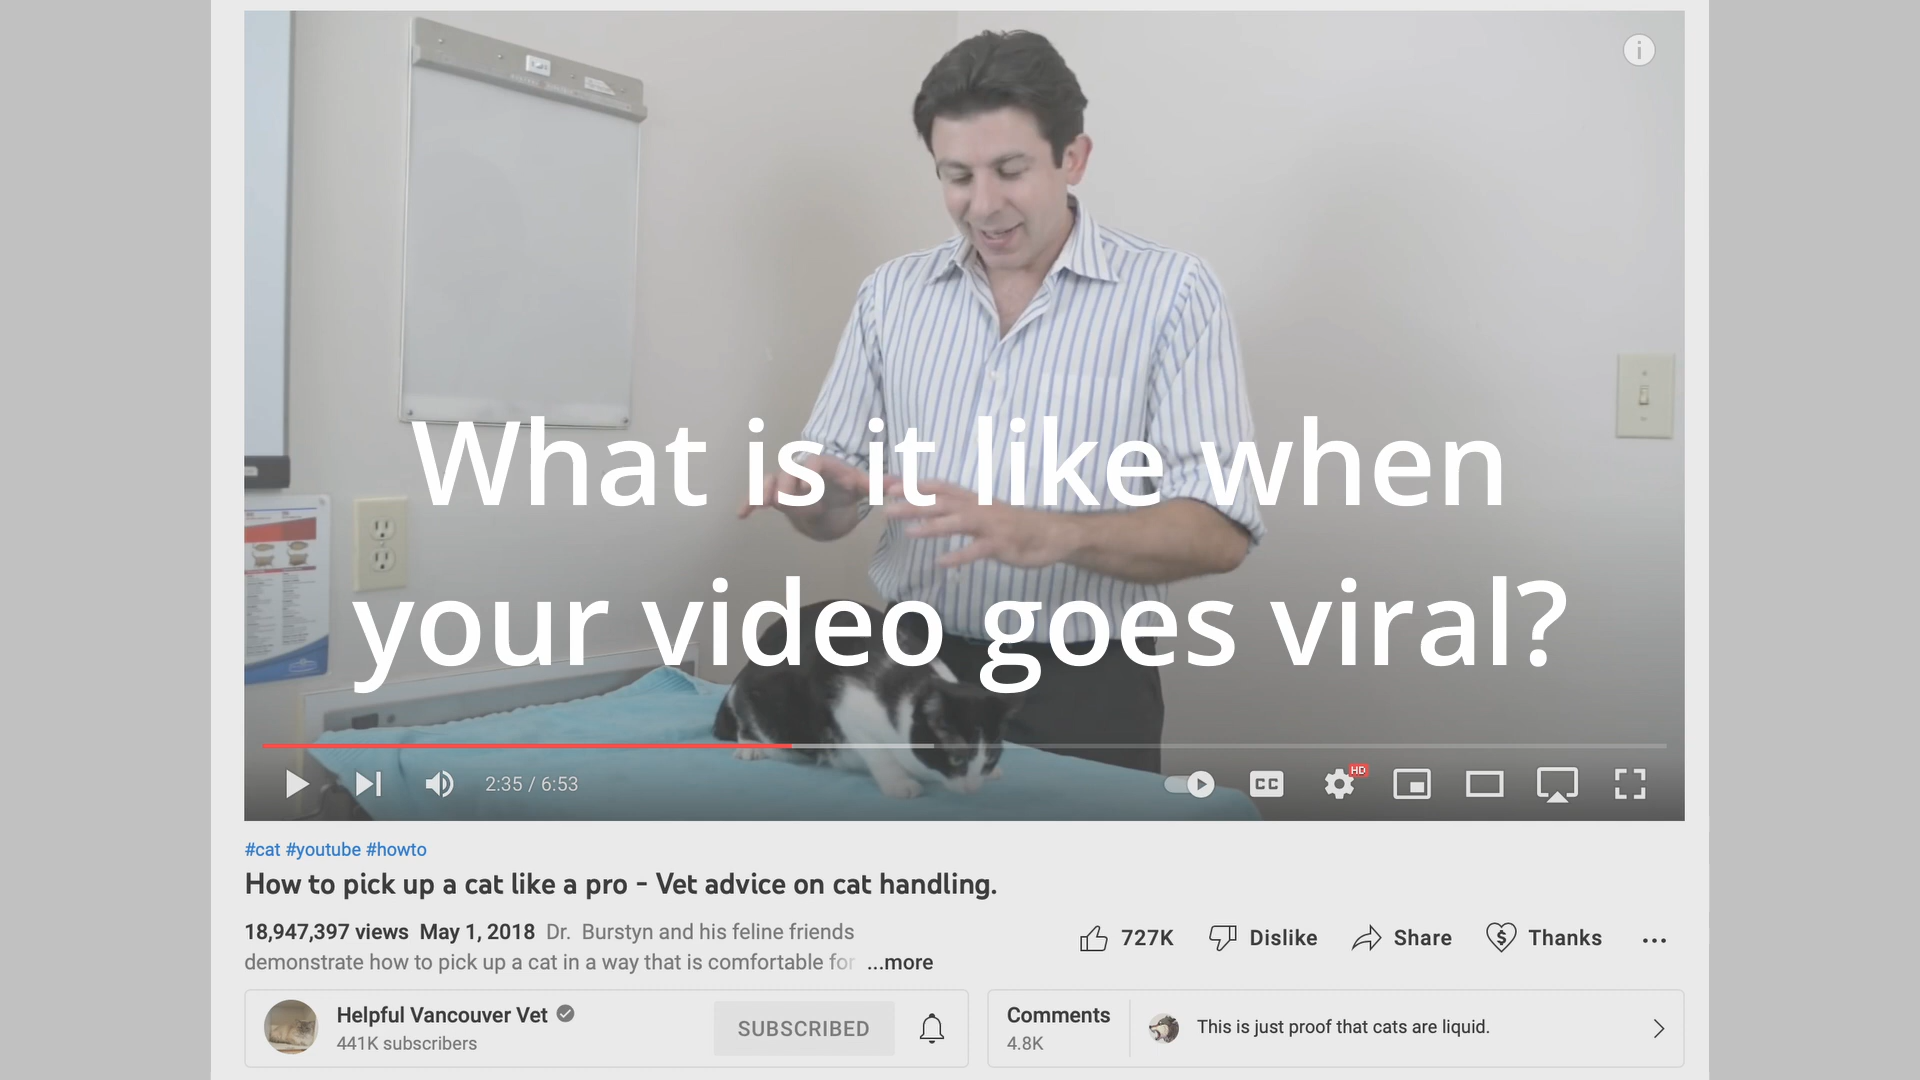 What is it like when
your video goes viral?
2:35 / 6:53
CC
HD
#cat #youtube #howto
How to pick up a cat like a pro - Vet advice on cat handling.
18,947,397 views May 1, 2018 Dr. Burstyn and his feline friends
demonstrate how to pick up a cat in a way that is comfortable for ...more
727K Dislike Share Thanks
Helpful Vancouver Vet
441K subscribers
SUBSCRIBED
Comments
4.8K
This is just proof that cats are liquid.